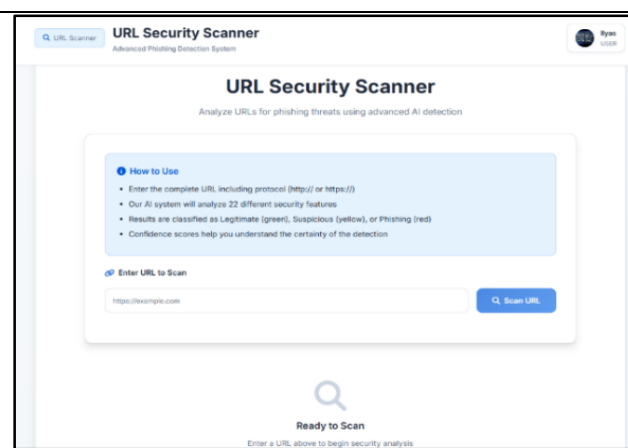 URL Scanner
URL Security Scanner
Advanced Phishing Detection System
Ilyas
USER
URL Security Scanner
Analyze URLs for phishing threats using advanced AI detection
How to Use
• Enter the complete URL including protocol (http:// or https://)
• Our AI system will analyze 22 different security features
• Results are classified as Legitimate (green), Suspicious (yellow), or Phishing (red)
• Confidence scores help you understand the certainty of the detection
Enter URL to Scan
https://example.com
Scan URL
Ready to Scan
Enter a URL above to begin security analysis